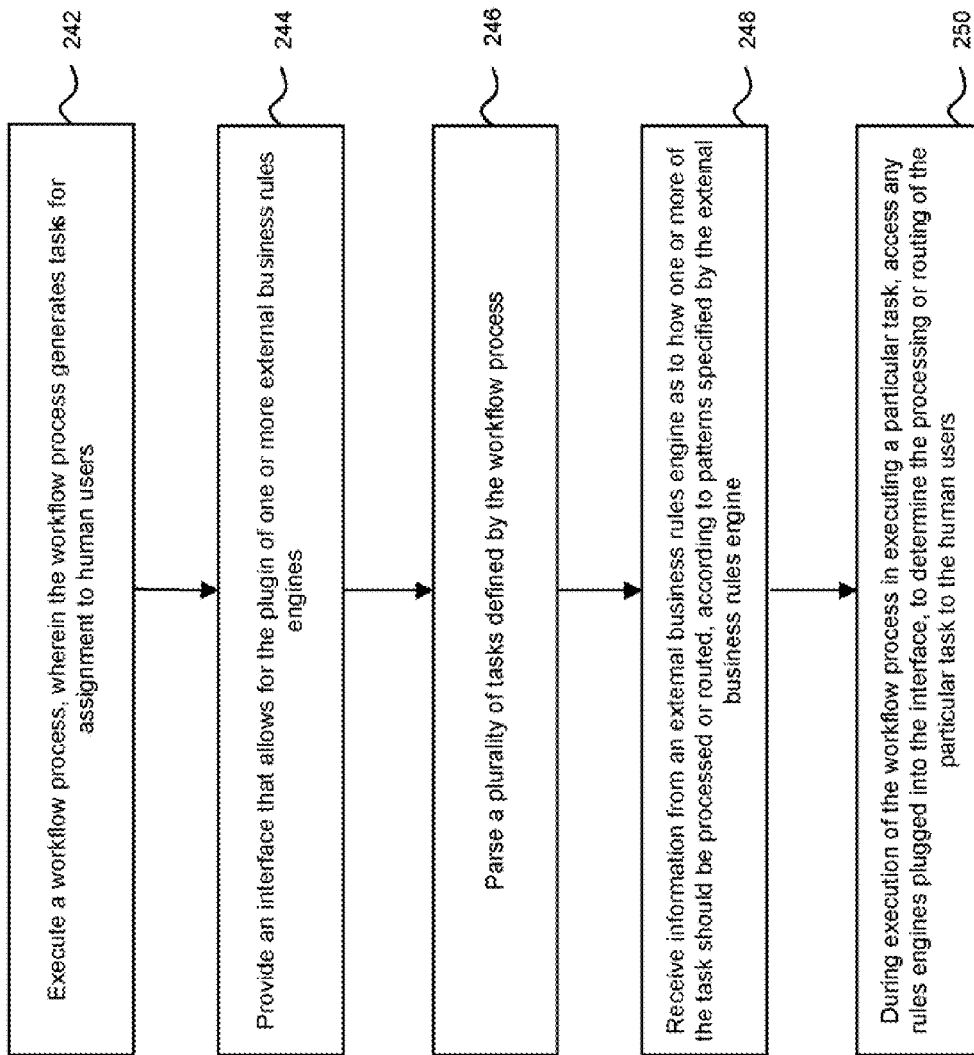 Execute a workflow process, wherein the workflow process generates tasks for
assignment to human users
242
Provide an interface that allows for the plugin of one or more external business rules
engines
244
Parse a plurality of tasks defined by the workflow process
246
Receive information from an external business rules engine as to how one or more of
the task should be processed or routed, according to patterns specified by the external
business rules engine
248
During execution of the workflow process in executing a particular task, access any
rules engines plugged into the interface, to determine the processing or routing of the
particular task to the human users
250